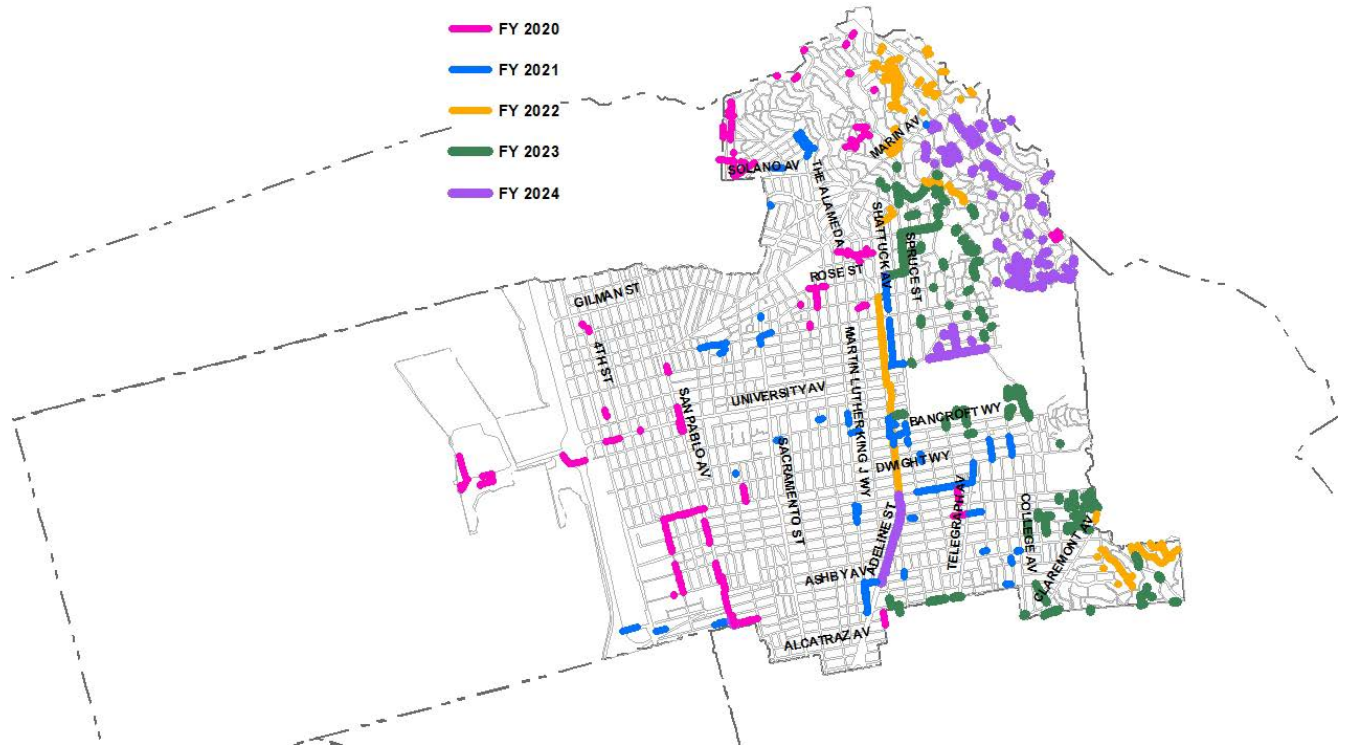 FY 2020
FY 2021
FY 2022
FY 2023
FY 2024
MARIN AV
SOLANO AV
THE ALAMEDA
SHATTUCK AV
SPRUCE ST
ROSE ST
GILMAN ST
4TH ST
MARTIN LUTHER KING J WY
UNIVERSITY AV
SAN PABLO AV
BANCROFT WY
SACRAMENTO ST
DWIGHT WY
TELEGRAPH AV
COLLEGE AV
ADELINE ST
CLAREMONT AV
ASHBY AV
ALCATRAZ AV